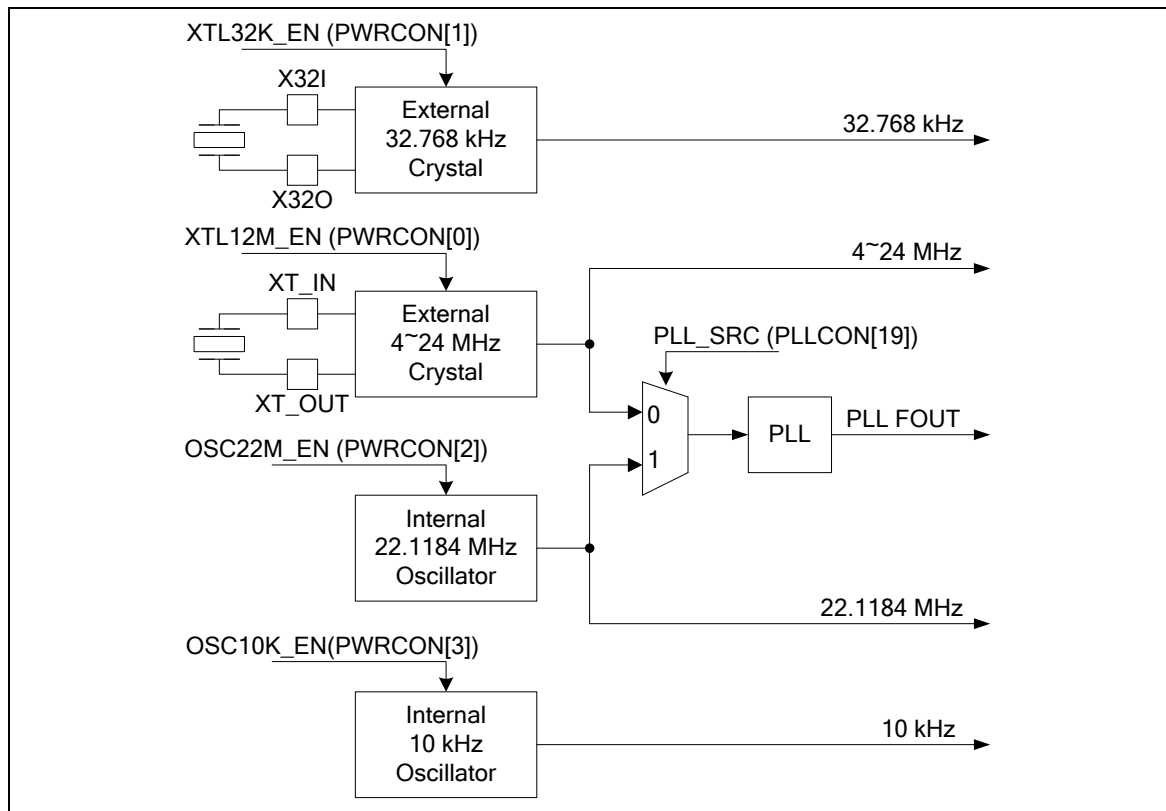 XTL32K_EN (PWRCON[1])
X32I
External
32.768 kHz
Crystal
X32O
32.768 kHz
XTL12M_EN (PWRCON[0])
XT_IN
External
4~24 MHz
Crystal
XT_OUT
4~24 MHz
PLL_SRC (PLLCON[19])
0
1
PLL
PLL FOUT
OSC22M_EN (PWRCON[2])
Internal
22.1184 MHz
Oscillator
22.1184 MHz
OSC10K_EN(PWRCON[3])
Internal
10 kHz
Oscillator
10 kHz